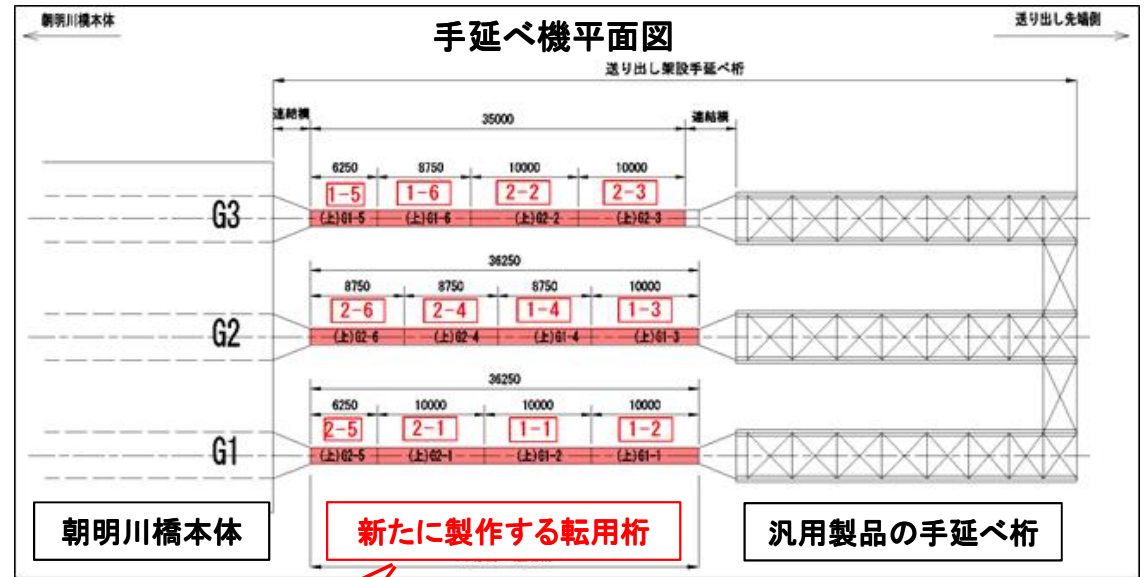 朝明川橋本体
手延べ機平面図
送り出し先端側
送り出し架設手延べ桁
連結構
35000
連結構
6250 8750 10000 10000
1-5 1-6 2-2 2-3
G3
(上)G1-5 (上)G1-6 (上)G2-2 (上)G2-3
36250
8750 8750 8750 10000
2-6 2-4 1-4 1-3
G2
(上)G2-6 (上)G2-4 (上)G1-4 (上)G1-3
36250
6250 10000 10000 10000
2-5 2-1 1-1 1-2
G1
(上)G2-5 (上)G2-1 (上)G1-2 (上)G1-1
朝明川橋本体
新たに製作する転用桁
汎用製品の手延べ桁